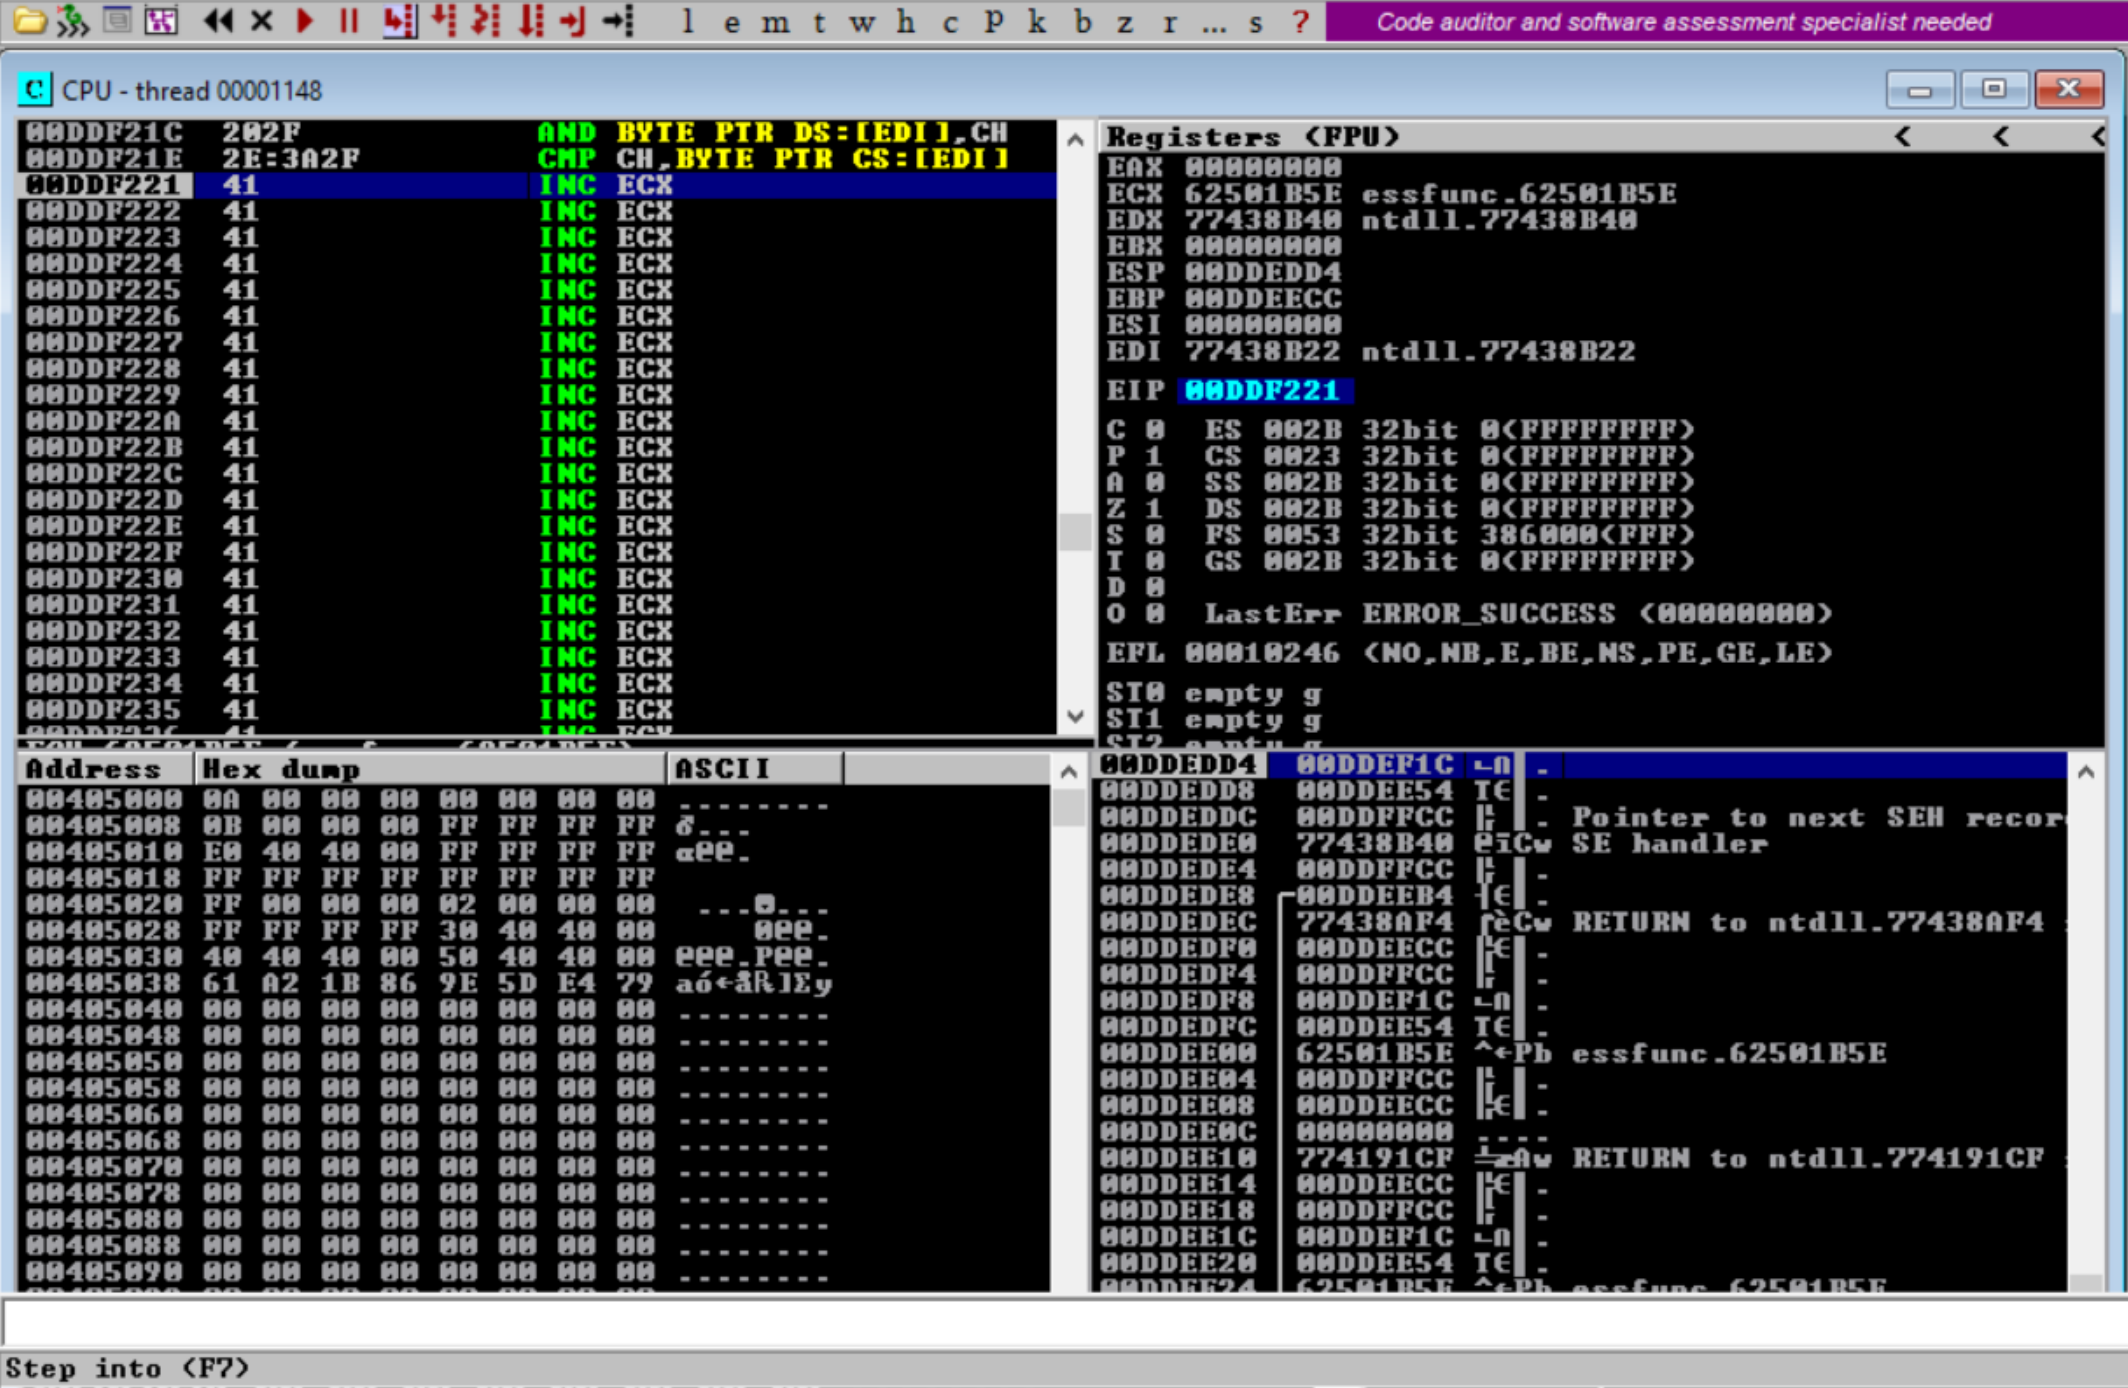 l e m t w h c P k b z r ... s ? Code auditor and software assessment specialist needed
C CPU - thread 00001148
00DDF21C 202F AND BYTE PTR DS:[EDI],CH
00DDF21E 2E:3A2F CMP CH,BYTE PTR CS:[EDI]
00DDF221 41 INC ECX
00DDF222 41 INC ECX
00DDF223 41 INC ECX
00DDF224 41 INC ECX
00DDF225 41 INC ECX
00DDF226 41 INC ECX
00DDF227 41 INC ECX
00DDF228 41 INC ECX
00DDF229 41 INC ECX
00DDF22A 41 INC ECX
00DDF22B 41 INC ECX
00DDF22C 41 INC ECX
00DDF22D 41 INC ECX
00DDF22E 41 INC ECX
00DDF22F 41 INC ECX
00DDF230 41 INC ECX
00DDF231 41 INC ECX
00DDF232 41 INC ECX
00DDF233 41 INC ECX
00DDF234 41 INC ECX
00DDF235 41 INC ECX
Registers (FPU) < < <
EAX 00000000
ECX 62501B5E essfunc.62501B5E
EDX 77438B40 ntdll.77438B40
EBX 00000000
ESP 00DDEDD4
EBP 00DDEECC
ESI 00000000
EDI 77438B22 ntdll.77438B22
EIP 00DDF221
C 0 ES 002B 32bit 0(FFFFFFFF)
P 1 CS 0023 32bit 0(FFFFFFFF)
A 0 SS 002B 32bit 0(FFFFFFFF)
Z 1 DS 002B 32bit 0(FFFFFFFF)
S 0 FS 0053 32bit 386000(FFF)
T 0 GS 002B 32bit 0(FFFFFFFF)
D 0
O 0 LastErr ERROR_SUCCESS (00000000)
EFL 00010246 (NO,NB,E,BE,NS,PE,GE,LE)
ST0 empty g
ST1 empty g
ST2 empty g
Address Hex dump ASCII
00405000 0A 00 00 00 00 00 00 00 ........
00405008 0B 00 00 00 FF FF FF FF ♂...
00405010 E0 40 40 00 FF FF FF FF α@@.
00405018 FF FF FF FF FF FF FF FF
00405020 FF 00 00 00 02 00 00 00 ...☻...
00405028 FF FF FF FF 30 40 40 00 0@@.
00405030 40 40 40 00 50 40 40 00 @@@.P@@.
00405038 61 A2 1B 86 9E 5D E4 79 aó←å₧]Σy
00405040 00 00 00 00 00 00 00 00 ........
00405048 00 00 00 00 00 00 00 00 ........
00405050 00 00 00 00 00 00 00 00 ........
00405058 00 00 00 00 00 00 00 00 ........
00405060 00 00 00 00 00 00 00 00 ........
00405068 00 00 00 00 00 00 00 00 ........
00405070 00 00 00 00 00 00 00 00 ........
00405078 00 00 00 00 00 00 00 00 ........
00405080 00 00 00 00 00 00 00 00 ........
00405088 00 00 00 00 00 00 00 00 ........
00405090 00 00 00 00 00 00 00 00 ........
00DDEDD4 00DDEF1C
00DDEDD8 00DDEE54
00DDEDDC 00DDFFCC Pointer to next SEH recor
00DDEDE0 77438B40 @ïCw SE handler
00DDEDE4 00DDFFCC
00DDEDE8 00DDEEB4
00DDEDEC 77438AF4 ⌠èCw RETURN to ntdll.77438AF4
00DDEDF0 00DDEECC
00DDEDF4 00DDFFCC
00DDEDF8 00DDEF1C
00DDEDFC 00DDEE54
00DDEE00 62501B5E ^←Pb essfunc.62501B5E
00DDEE04 00DDFFCC
00DDEE08 00DDEECC
00DDEE0C 00000000 ....
00DDEE10 774191CF ╧æAw RETURN to ntdll.774191CF
00DDEE14 00DDEECC
00DDEE18 00DDFFCC
00DDEE1C 00DDEF1C
00DDEE20 00DDEE54
00DDEE24 62501B5E ^←Pb essfunc.62501B5E
Step into (F7)